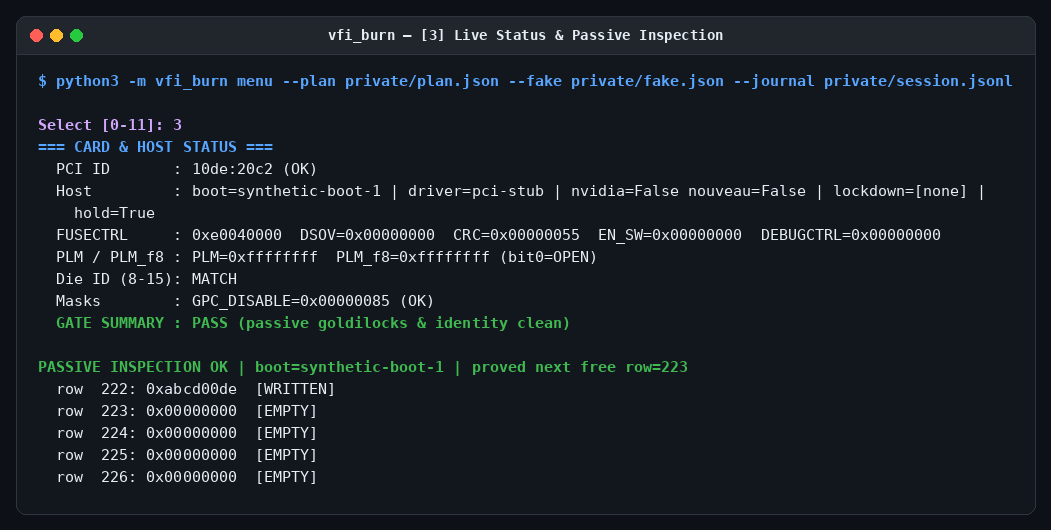 vfi_burn — [3] Live Status & Passive Inspection
$ python3 -m vfi_burn menu --plan private/plan.json --fake private/fake.json --journal private/session.jsonl
Select [0-11]: 3
=== CARD & HOST STATUS ===
PCI ID       : 10de:20c2 (OK)
Host         : boot=synthetic-boot-1 | driver=pci-stub | nvidia=False nouveau=False | lockdown=[none] |
hold=True
FUSECTRL     : 0xe0040000  DSOV=0x00000000  CRC=0x00000055  EN_SW=0x00000000  DEBUGCTRL=0x00000000
PLM / PLM_f8 : PLM=0xffffffff  PLM_f8=0xffffffff (bit0=OPEN)
Die ID (8-15): MATCH
Masks        : GPC_DISABLE=0x00000085 (OK)
GATE SUMMARY : PASS (passive goldilocks & identity clean)
PASSIVE INSPECTION OK | boot=synthetic-boot-1 | proved next free row=223
row  222: 0xabcd00de  [WRITTEN]
row  223: 0x00000000  [EMPTY]
row  224: 0x00000000  [EMPTY]
row  225: 0x00000000  [EMPTY]
row  226: 0x00000000  [EMPTY]